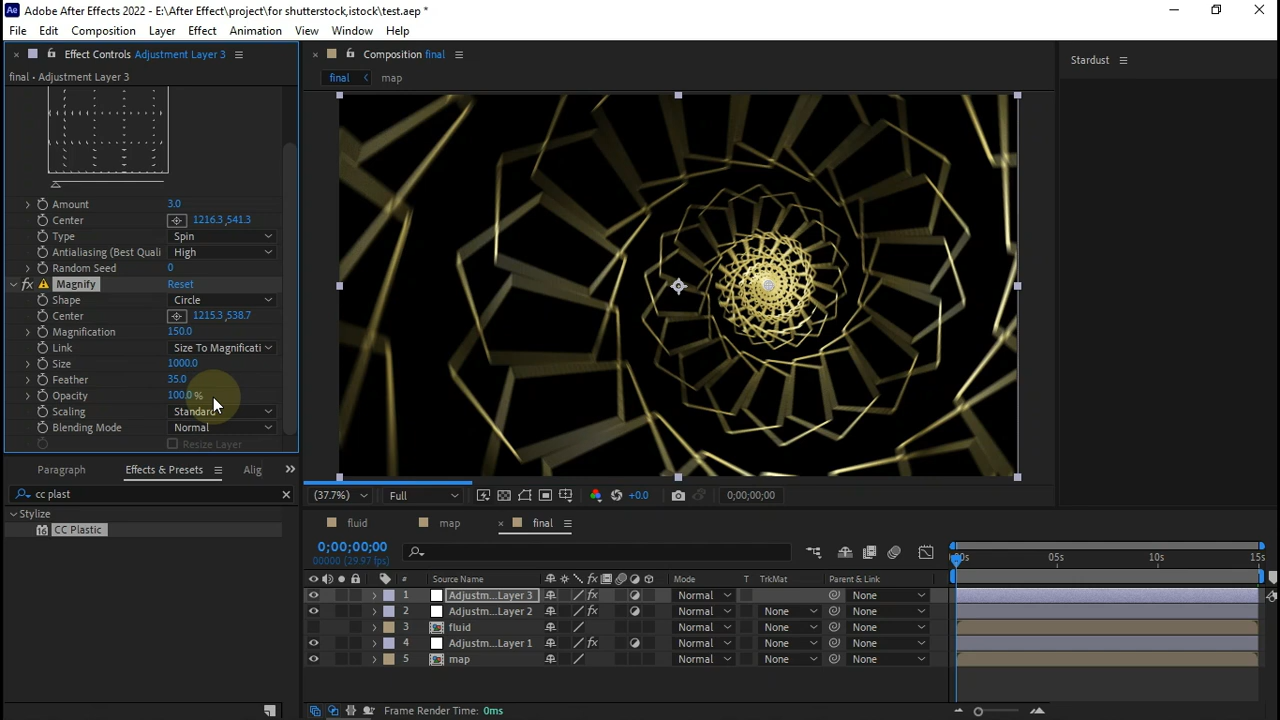 Ae Adobe After Effects 2022 - E:\After Effect\project\for shutterstock,istock\test.aep *
File Edit Composition Layer Effect Animation View Window Help
Effect Controls Adjustment Layer 3
Composition final
Stardust
final • Adjustment Layer 3
final map
Amount 3.0
Center 1216.3,541.3
Type Spin
Antialiasing (Best Quali High
Random Seed 0
fx Magnify Reset
Shape Circle
Center 1215.3,538.7
Magnification 150.0
Link Size To Magnificati
Size 1000.0
Feather 35.0
Opacity 100.0 %
Scaling Standard
Blending Mode Normal
Resize Layer
Paragraph Effects & Presets Alig
cc plast
Stylize
CC Plastic
(37.7%) Full +0.0 0;00;00;00
fluid map final
0;00;00;00
00000 (29.97 fps)
05s 10s 15s
# Source Name fx Mode T TrkMat Parent & Link
1 Adjustm...Layer 3 fx Normal None
2 Adjustm...Layer 2 fx Normal None None
3 fluid Normal None None
4 Adjustm...Layer 1 fx Normal None None
5 map Normal None None
Frame Render Time: 0ms